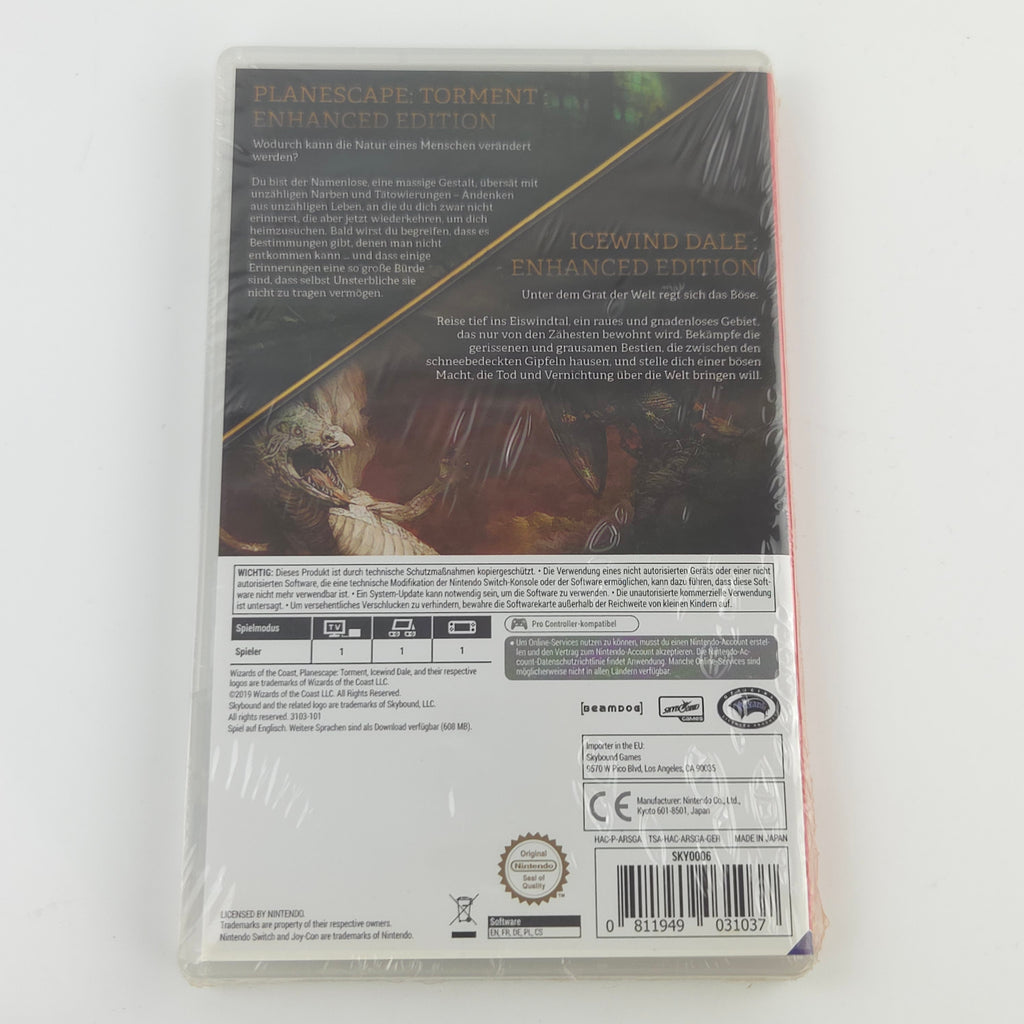 PLANESCAPE: TORMENT :
ENHANCED EDITION
Wodurch kann die Natur eines Menschen verändert
werden?
Du bist der Namenlose, eine massige Gestalt, übersät mit
unzähligen Narben und Tätowierungen – Andenken
aus unzähligen Leben, an die du dich zwar nicht
erinnerst, die aber jetzt wiederkehren, um dich
heimzusuchen. Bald wirst du begreifen, dass es
Bestimmungen gibt, denen man nicht
entkommen kann ... und dass einige
Erinnerungen eine so große Bürde
sind, dass selbst Unsterbliche sie
nicht zu tragen vermögen.
ICEWIND DALE :
ENHANCED EDITION
Unter dem Grat der Welt regt sich das Böse.
Reise tief ins Eiswindtal, ein raues und gnadenloses Gebiet,
das nur von den Zähesten bewohnt wird. Bekämpfe die
gerissenen und grausamen Bestien, die zwischen den
schneebedeckten Gipfeln hausen, und stelle dich einer bösen
Macht, die Tod und Vernichtung über die Welt bringen will.
WICHTIG: Dieses Produkt ist durch technische Schutzmaßnahmen kopiergeschützt. • Die Verwendung eines nicht autorisierten Geräts oder einer nicht
autorisierten Software, die eine technische Modifikation der Nintendo Switch-Konsole oder der Software ermöglichen, kann dazu führen, dass diese Soft-
ware nicht mehr verwendbar ist. • Ein System-Update kann notwendig sein, um die Software zu verwenden. • Die unautorisierte kommerzielle Verwendung
ist untersagt. • Um versehentliches Verschlucken zu verhindern, bewahre die Softwarekarte außerhalb der Reichweite von kleinen Kindern auf.
Spielmodus TV
Spieler 1 1 1
Pro Controller-kompatibel
• Um Online-Services nutzen zu können, musst du einen Nintendo-Account erstel-
len und den Vertrag zum Nintendo-Account akzeptieren. Die Nintendo-Ac-
count-Datenschutzrichtlinie findet Anwendung. Manche Online-Services sind
möglicherweise nicht in allen Ländern verfügbar.
Wizards of the Coast, Planescape: Torment, Icewind Dale, and their respective
logos are trademarks of Wizards of the Coast LLC.
©2019 Wizards of the Coast LLC. All Rights Reserved.
Skybound and the related logo are trademarks of Skybound, LLC.
All rights reserved. 3103-101
Spiel auf Englisch. Weitere Sprachen sind als Download verfügbar (608 MB).
BEAMDOG
SKYBOUND
GAMES
Importer in the EU:
Skybound Games
9570 W Pico Blvd, Los Angeles, CA 90035
CE
Manufacturer: Nintendo Co., Ltd.,
Kyoto 601-8501, Japan
HAC-P-ARSGA TSA-HAC-ARSGA-GER MADE IN JAPAN
SKY0006
0 811949 031037
Original
Nintendo
Seal of
Quality
TM
Software
EN, FR, DE, PL, CS
LICENSED BY NINTENDO.
Trademarks are property of their respective owners.
Nintendo Switch and Joy-Con are trademarks of Nintendo.